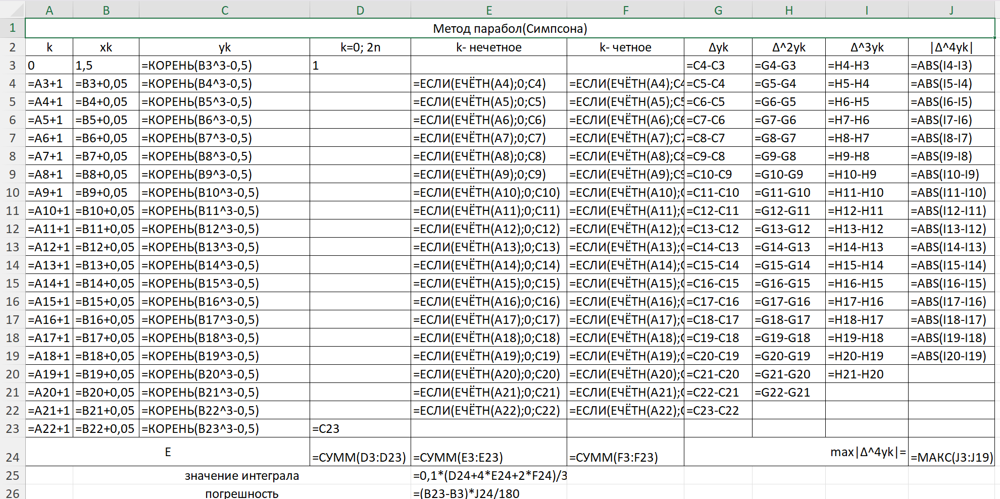 A B C D E F G H I J
1 Метод парабол(Симпсона)
2 k xk yk k=0; 2n k- нечетное k- четное Δyk Δ^2yk Δ^3yk |Δ^4yk|
3 0 1,5 =КОРЕНЬ(B3^3-0,5) 1 =C4-C3 =G4-G3 =H4-H3 =ABS(I4-I3)
4 =A3+1 =B3+0,05 =КОРЕНЬ(B4^3-0,5) =ЕСЛИ(ЕЧЁТН(A4);0;C4) =ЕСЛИ(ЕЧЁТН(A4);C4 =C5-C4 =G5-G4 =H5-H4 =ABS(I5-I4)
5 =A4+1 =B4+0,05 =КОРЕНЬ(B5^3-0,5) =ЕСЛИ(ЕЧЁТН(A5);0;C5) =ЕСЛИ(ЕЧЁТН(A5);C5 =C6-C5 =G6-G5 =H6-H5 =ABS(I6-I5)
6 =A5+1 =B5+0,05 =КОРЕНЬ(B6^3-0,5) =ЕСЛИ(ЕЧЁТН(A6);0;C6) =ЕСЛИ(ЕЧЁТН(A6);C6 =C7-C6 =G7-G6 =H7-H6 =ABS(I7-I6)
7 =A6+1 =B6+0,05 =КОРЕНЬ(B7^3-0,5) =ЕСЛИ(ЕЧЁТН(A7);0;C7) =ЕСЛИ(ЕЧЁТН(A7);C7 =C8-C7 =G8-G7 =H8-H7 =ABS(I8-I7)
8 =A7+1 =B7+0,05 =КОРЕНЬ(B8^3-0,5) =ЕСЛИ(ЕЧЁТН(A8);0;C8) =ЕСЛИ(ЕЧЁТН(A8);C8 =C9-C8 =G9-G8 =H9-H8 =ABS(I9-I8)
9 =A8+1 =B8+0,05 =КОРЕНЬ(B9^3-0,5) =ЕСЛИ(ЕЧЁТН(A9);0;C9) =ЕСЛИ(ЕЧЁТН(A9);C9 =C10-C9 =G10-G9 =H10-H9 =ABS(I10-I9)
10 =A9+1 =B9+0,05 =КОРЕНЬ(B10^3-0,5) =ЕСЛИ(ЕЧЁТН(A10);0;C10) =ЕСЛИ(ЕЧЁТН(A10);C =C11-C10 =G11-G10 =H11-H10 =ABS(I11-I10)
11 =A10+1 =B10+0,05 =КОРЕНЬ(B11^3-0,5) =ЕСЛИ(ЕЧЁТН(A11);0;C11) =ЕСЛИ(ЕЧЁТН(A11);C =C12-C11 =G12-G11 =H12-H11 =ABS(I12-I11)
12 =A11+1 =B11+0,05 =КОРЕНЬ(B12^3-0,5) =ЕСЛИ(ЕЧЁТН(A12);0;C12) =ЕСЛИ(ЕЧЁТН(A12);C =C13-C12 =G13-G12 =H13-H12 =ABS(I13-I12)
13 =A12+1 =B12+0,05 =КОРЕНЬ(B13^3-0,5) =ЕСЛИ(ЕЧЁТН(A13);0;C13) =ЕСЛИ(ЕЧЁТН(A13);C =C14-C13 =G14-G13 =H14-H13 =ABS(I14-I13)
14 =A13+1 =B13+0,05 =КОРЕНЬ(B14^3-0,5) =ЕСЛИ(ЕЧЁТН(A14);0;C14) =ЕСЛИ(ЕЧЁТН(A14);C =C15-C14 =G15-G14 =H15-H14 =ABS(I15-I14)
15 =A14+1 =B14+0,05 =КОРЕНЬ(B15^3-0,5) =ЕСЛИ(ЕЧЁТН(A15);0;C15) =ЕСЛИ(ЕЧЁТН(A15);C =C16-C15 =G16-G15 =H16-H15 =ABS(I16-I15)
16 =A15+1 =B15+0,05 =КОРЕНЬ(B16^3-0,5) =ЕСЛИ(ЕЧЁТН(A16);0;C16) =ЕСЛИ(ЕЧЁТН(A16);C =C17-C16 =G17-G16 =H17-H16 =ABS(I17-I16)
17 =A16+1 =B16+0,05 =КОРЕНЬ(B17^3-0,5) =ЕСЛИ(ЕЧЁТН(A17);0;C17) =ЕСЛИ(ЕЧЁТН(A17);C =C18-C17 =G18-G17 =H18-H17 =ABS(I18-I17)
18 =A17+1 =B17+0,05 =КОРЕНЬ(B18^3-0,5) =ЕСЛИ(ЕЧЁТН(A18);0;C18) =ЕСЛИ(ЕЧЁТН(A18);C =C19-C18 =G19-G18 =H19-H18 =ABS(I19-I18)
19 =A18+1 =B18+0,05 =КОРЕНЬ(B19^3-0,5) =ЕСЛИ(ЕЧЁТН(A19);0;C19) =ЕСЛИ(ЕЧЁТН(A19);C =C20-C19 =G20-G19 =H20-H19 =ABS(I20-I19)
20 =A19+1 =B19+0,05 =КОРЕНЬ(B20^3-0,5) =ЕСЛИ(ЕЧЁТН(A20);0;C20) =ЕСЛИ(ЕЧЁТН(A20);C =C21-C20 =G21-G20 =H21-H20
21 =A20+1 =B20+0,05 =КОРЕНЬ(B21^3-0,5) =ЕСЛИ(ЕЧЁТН(A21);0;C21) =ЕСЛИ(ЕЧЁТН(A21);C =C22-C21 =G22-G21
22 =A21+1 =B21+0,05 =КОРЕНЬ(B22^3-0,5) =ЕСЛИ(ЕЧЁТН(A22);0;C22) =ЕСЛИ(ЕЧЁТН(A22);C =C23-C22
23 =A22+1 =B22+0,05 =КОРЕНЬ(B23^3-0,5) =C23
24 E =СУММ(D3:D23) =СУММ(E3:E23) =СУММ(F3:F23) max|Δ^4yk|= =МАКС(J3:J19)
25 значение интеграла =0,1*(D24+4*E24+2*F24)/3
26 погрешность =(B23-B3)*J24/180